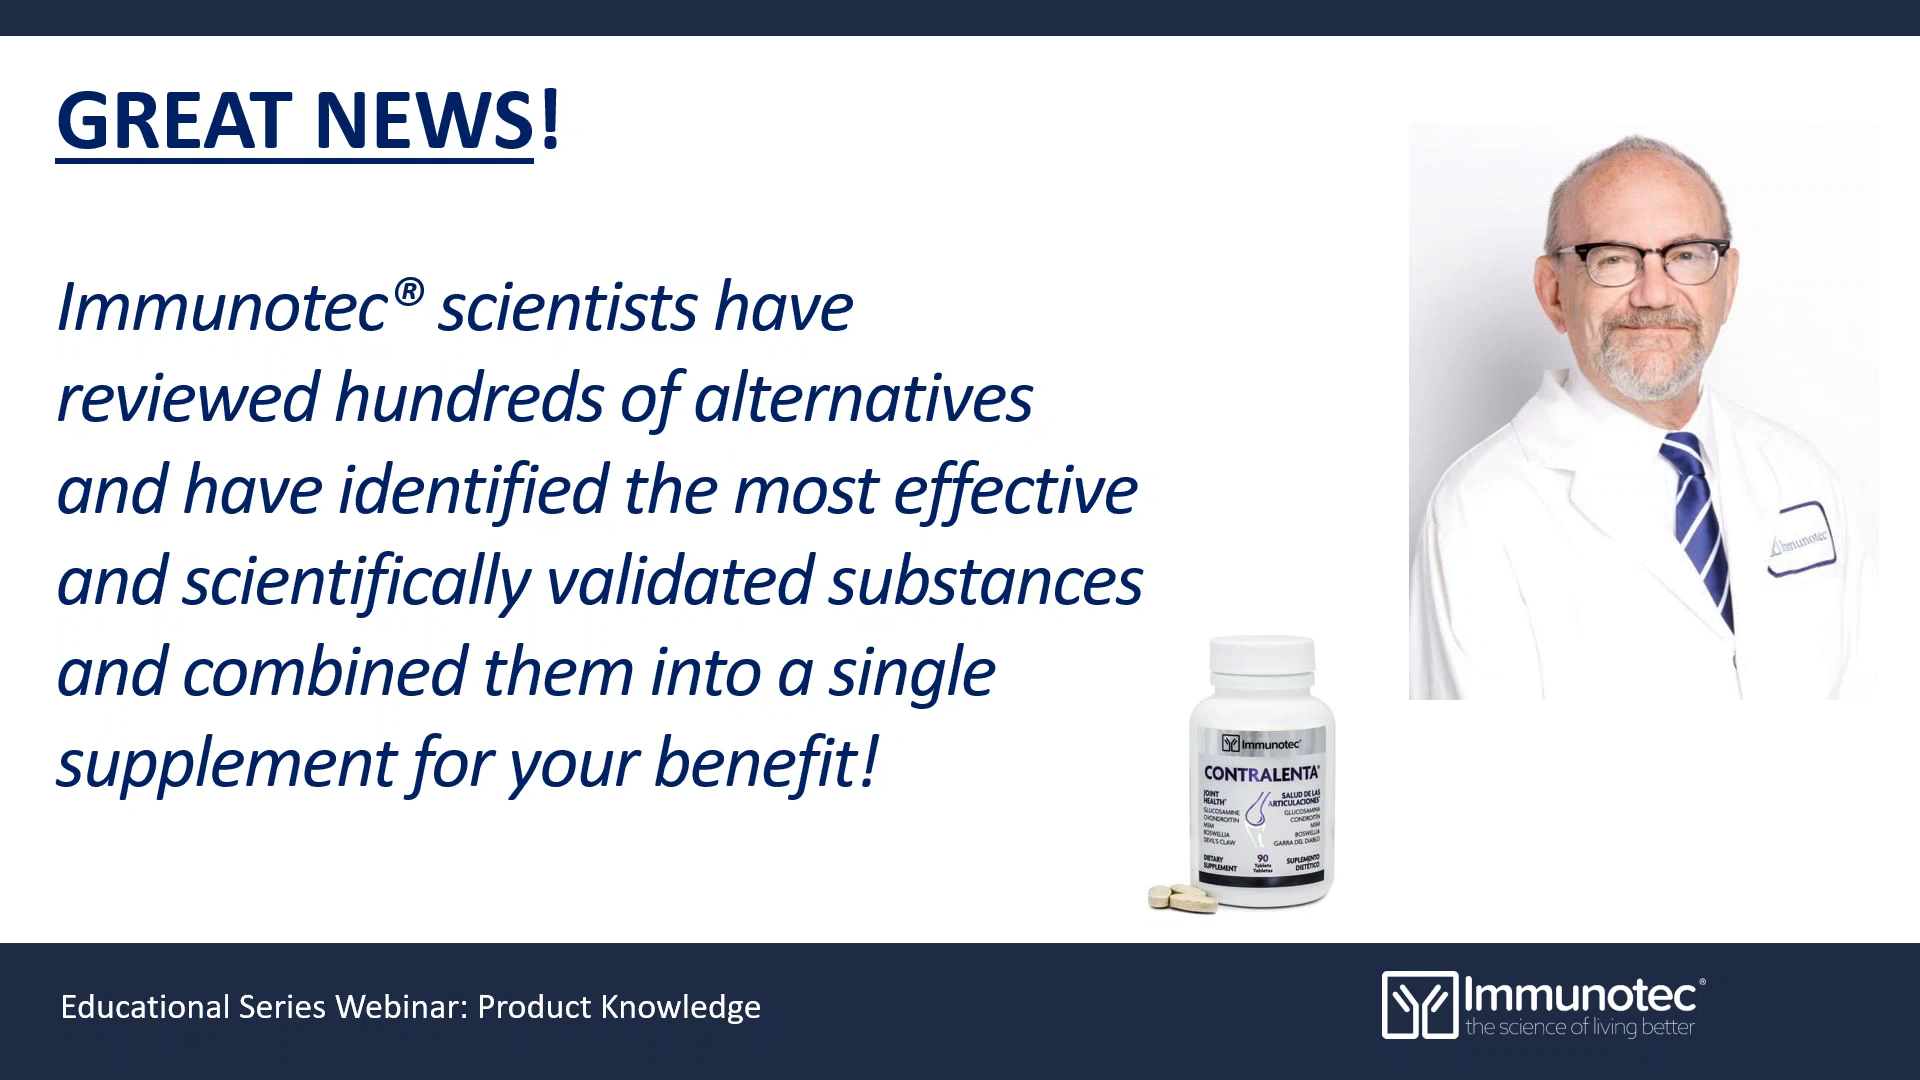 GREAT NEWS!
Immunotec® scientists have
reviewed hundreds of alternatives
and have identified the most effective
and scientifically validated substances
and combined them into a single
supplement for your benefit!
Immunotec
Immunotec®
CONTRALENTA®
JOINT
HEALTH*
GLUCOSAMINE
CHONDROITIN
MSM
BOSWELLIA
DEVIL'S CLAW
SALUD DE LAS
ARTICULACIONES*
GLUCOSAMINA
CONDROITÍN
MSM
BOSWELLIA
GARRA DEL DIABLO
DIETARY
SUPPLEMENT
90
Tablets
Tabletas
SUPLEMENTO
DIETÉTICO
Educational Series Webinar: Product Knowledge
Immunotec®
the science of living better